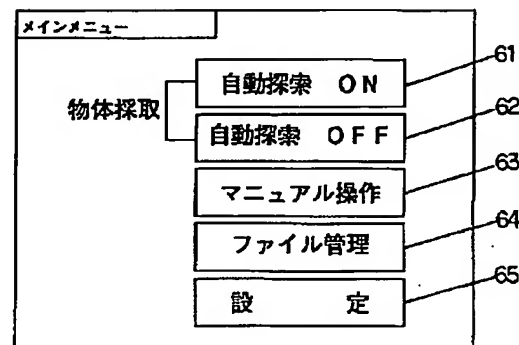 メインメニュー
自動探索 ON
61
物体採取
自動探索 OFF
62
マニュアル操作
63
ファイル管理
64
設 定
65